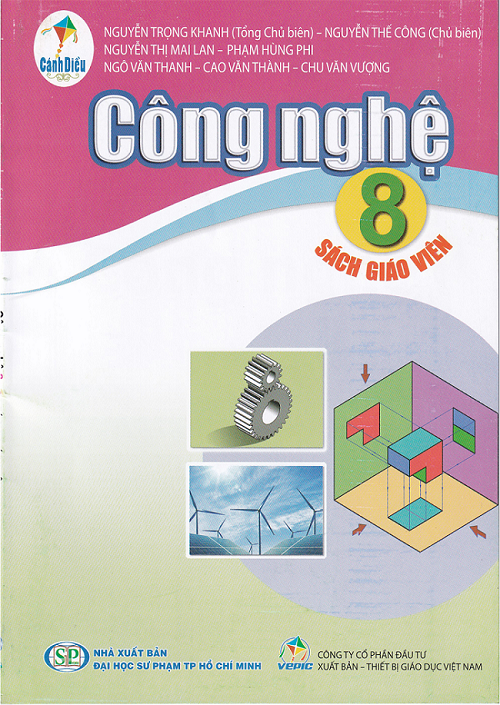 Cánh Diều
NGUYỄN TRỌNG KHANH (Tổng Chủ biên) – NGUYỄN THẾ CÔNG (Chủ biên)
NGUYỄN THỊ MAI LAN – PHẠM HÙNG PHI
NGÔ VĂN THANH – CAO VĂN THÀNH – CHU VĂN VƯỢNG
Công nghệ
8
SÁCH GIÁO VIÊN
SP
NHÀ XUẤT BẢN
ĐẠI HỌC SƯ PHẠM TP HỒ CHÍ MINH
VEPIC
CÔNG TY CỔ PHẦN ĐẦU TƯ
XUẤT BẢN – THIẾT BỊ GIÁO DỤC VIỆT NAM